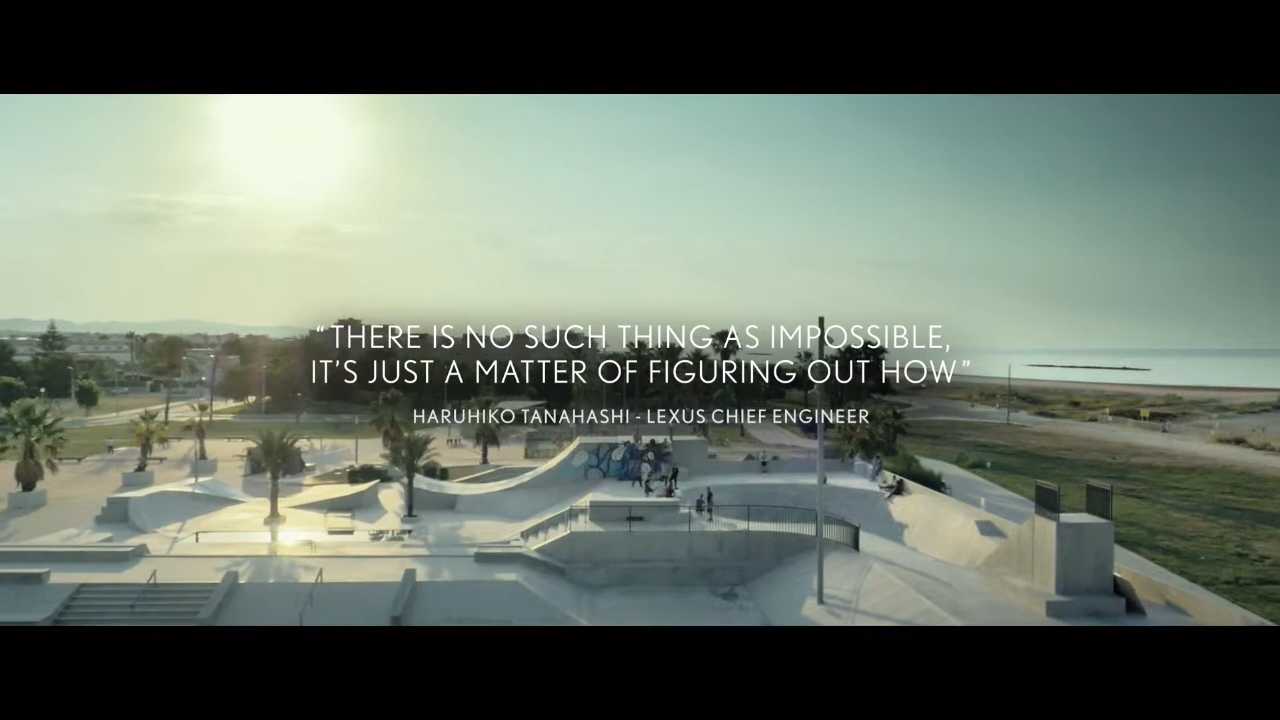 “THERE IS NO SUCH THING AS IMPOSSIBLE,
IT’S JUST A MATTER OF FIGURING OUT HOW”
HARUHIKO TANAHASHI - LEXUS CHIEF ENGINEER